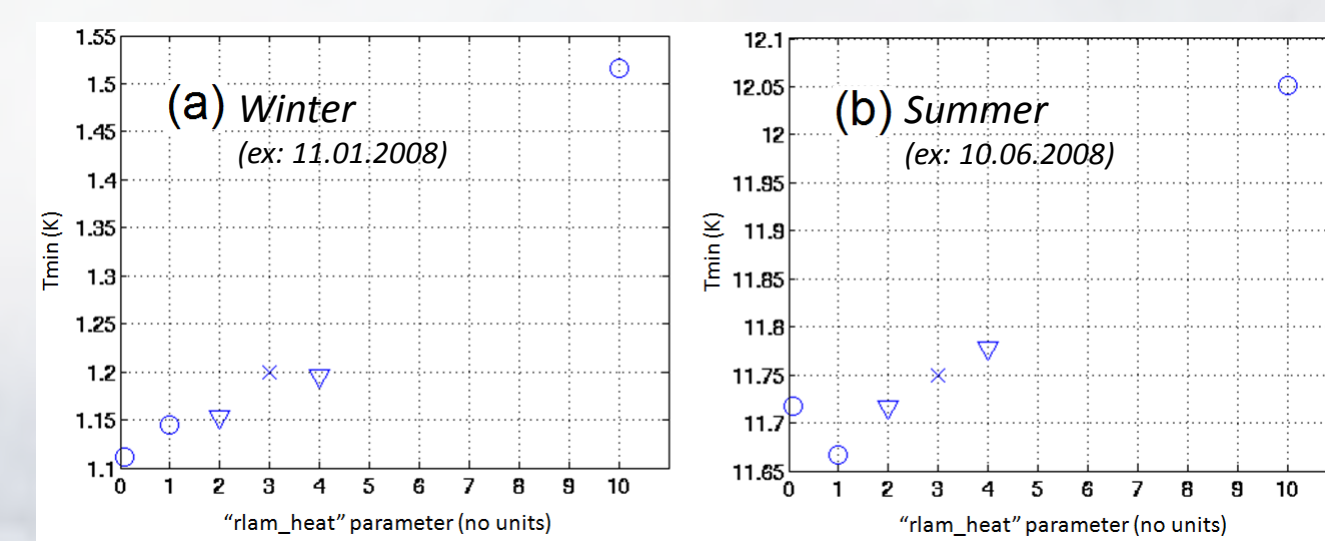 (a) Winter
(ex: 11.01.2008)
1.55
1.5
1.45
1.4
1.35
1.3
1.25
1.2
1.15
1.1
Tmin (K)
0 1 2 3 4 5 6 7 8 9 10
“rlam_heat” parameter (no units)
(b) Summer
(ex: 10.06.2008)
12.1
12.05
12
11.95
11.9
11.85
11.8
11.75
11.7
11.65
Tmin (K)
0 1 2 3 4 5 6 7 8 9 10
“rlam_heat” parameter (no units)